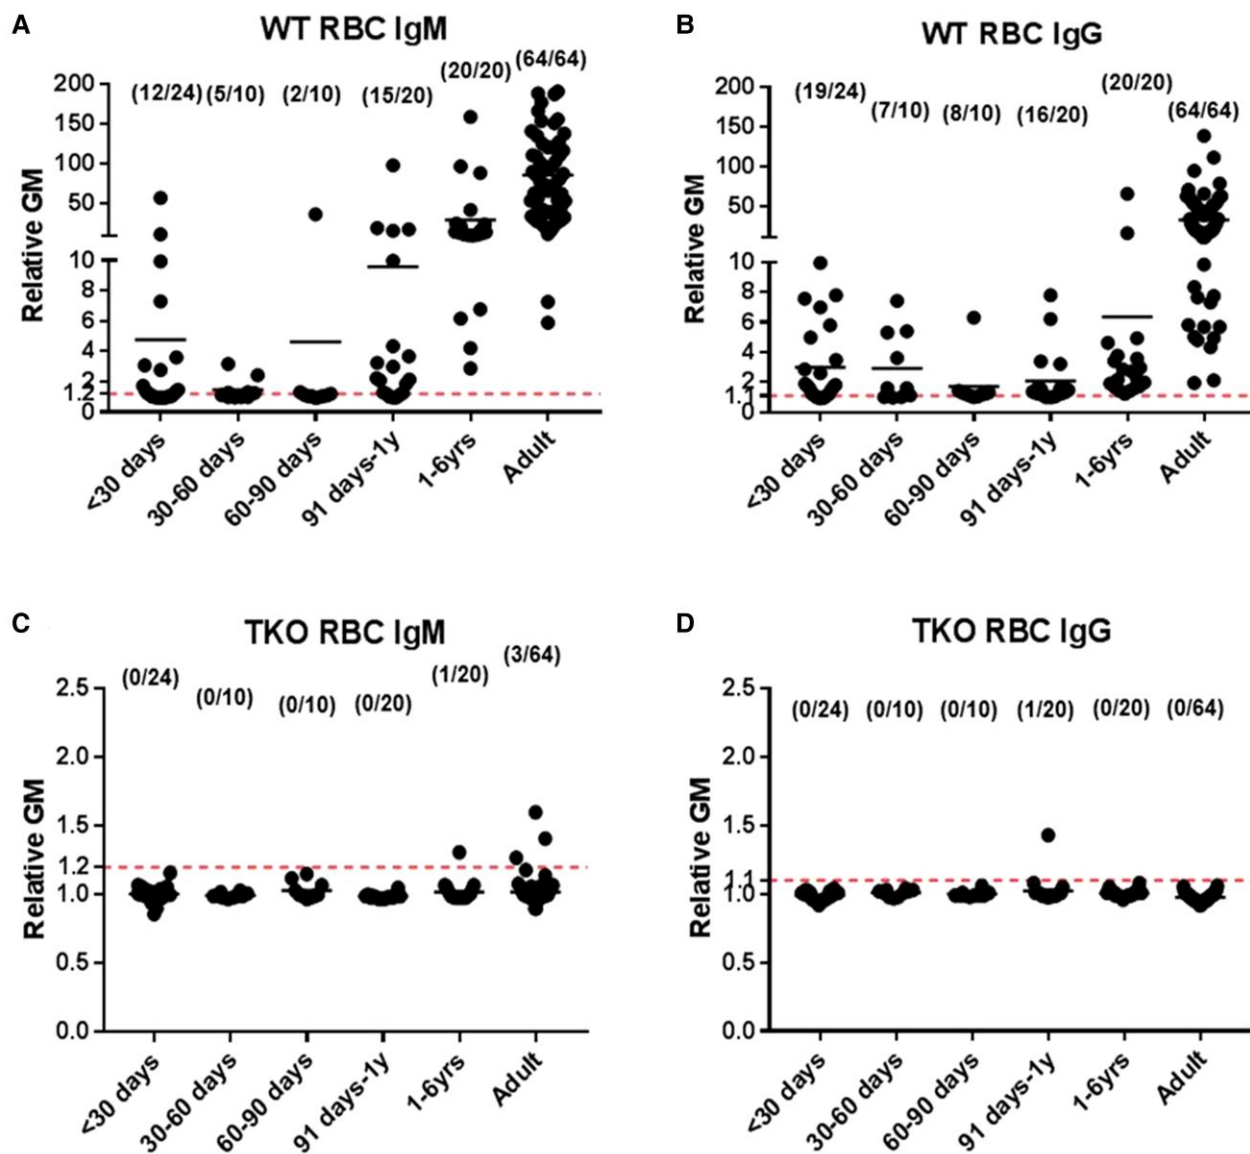 A
WT RBC IgM
(12/24) (5/10) (2/10) (15/20) (20/20) (64/64)
Relative GM
200
150
100
50
10
8
6
4
2
1.2
0
<30 days
30-60 days
60-90 days
91 days-1y
1-6yrs
Adult
B
WT RBC IgG
(19/24) (7/10) (8/10) (16/20) (20/20) (64/64)
Relative GM
200
150
100
50
10
8
6
4
2
1.1
0
<30 days
30-60 days
60-90 days
91 days-1y
1-6yrs
Adult
C
TKO RBC IgM
(0/24) (0/10) (0/10) (0/20) (1/20) (3/64)
Relative GM
2.5
2.0
1.5
1.2
1.0
0.5
0.0
<30 days
30-60 days
60-90 days
91 days-1y
1-6yrs
Adult
D
TKO RBC IgG
(0/24) (0/10) (0/10) (1/20) (0/20) (0/64)
Relative GM
2.5
2.0
1.5
1.1
1.0
0.5
0.0
<30 days
30-60 days
60-90 days
91 days-1y
1-6yrs
Adult